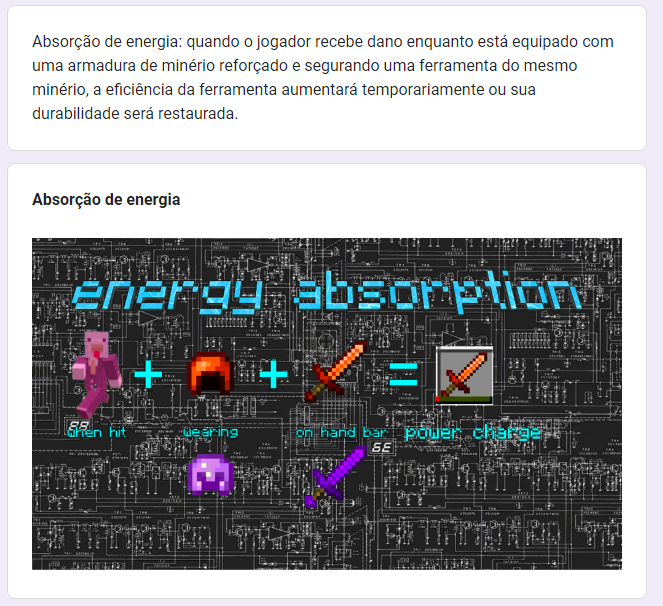 Absorção de energia: quando o jogador recebe dano enquanto está equipado com
uma armadura de minério reforçado e segurando uma ferramenta do mesmo
minério, a eficiência da ferramenta aumentará temporariamente ou sua
durabilidade será restaurada.
Absorção de energia
energy absorption
+ + =
when hit wearing on hand bar power charge